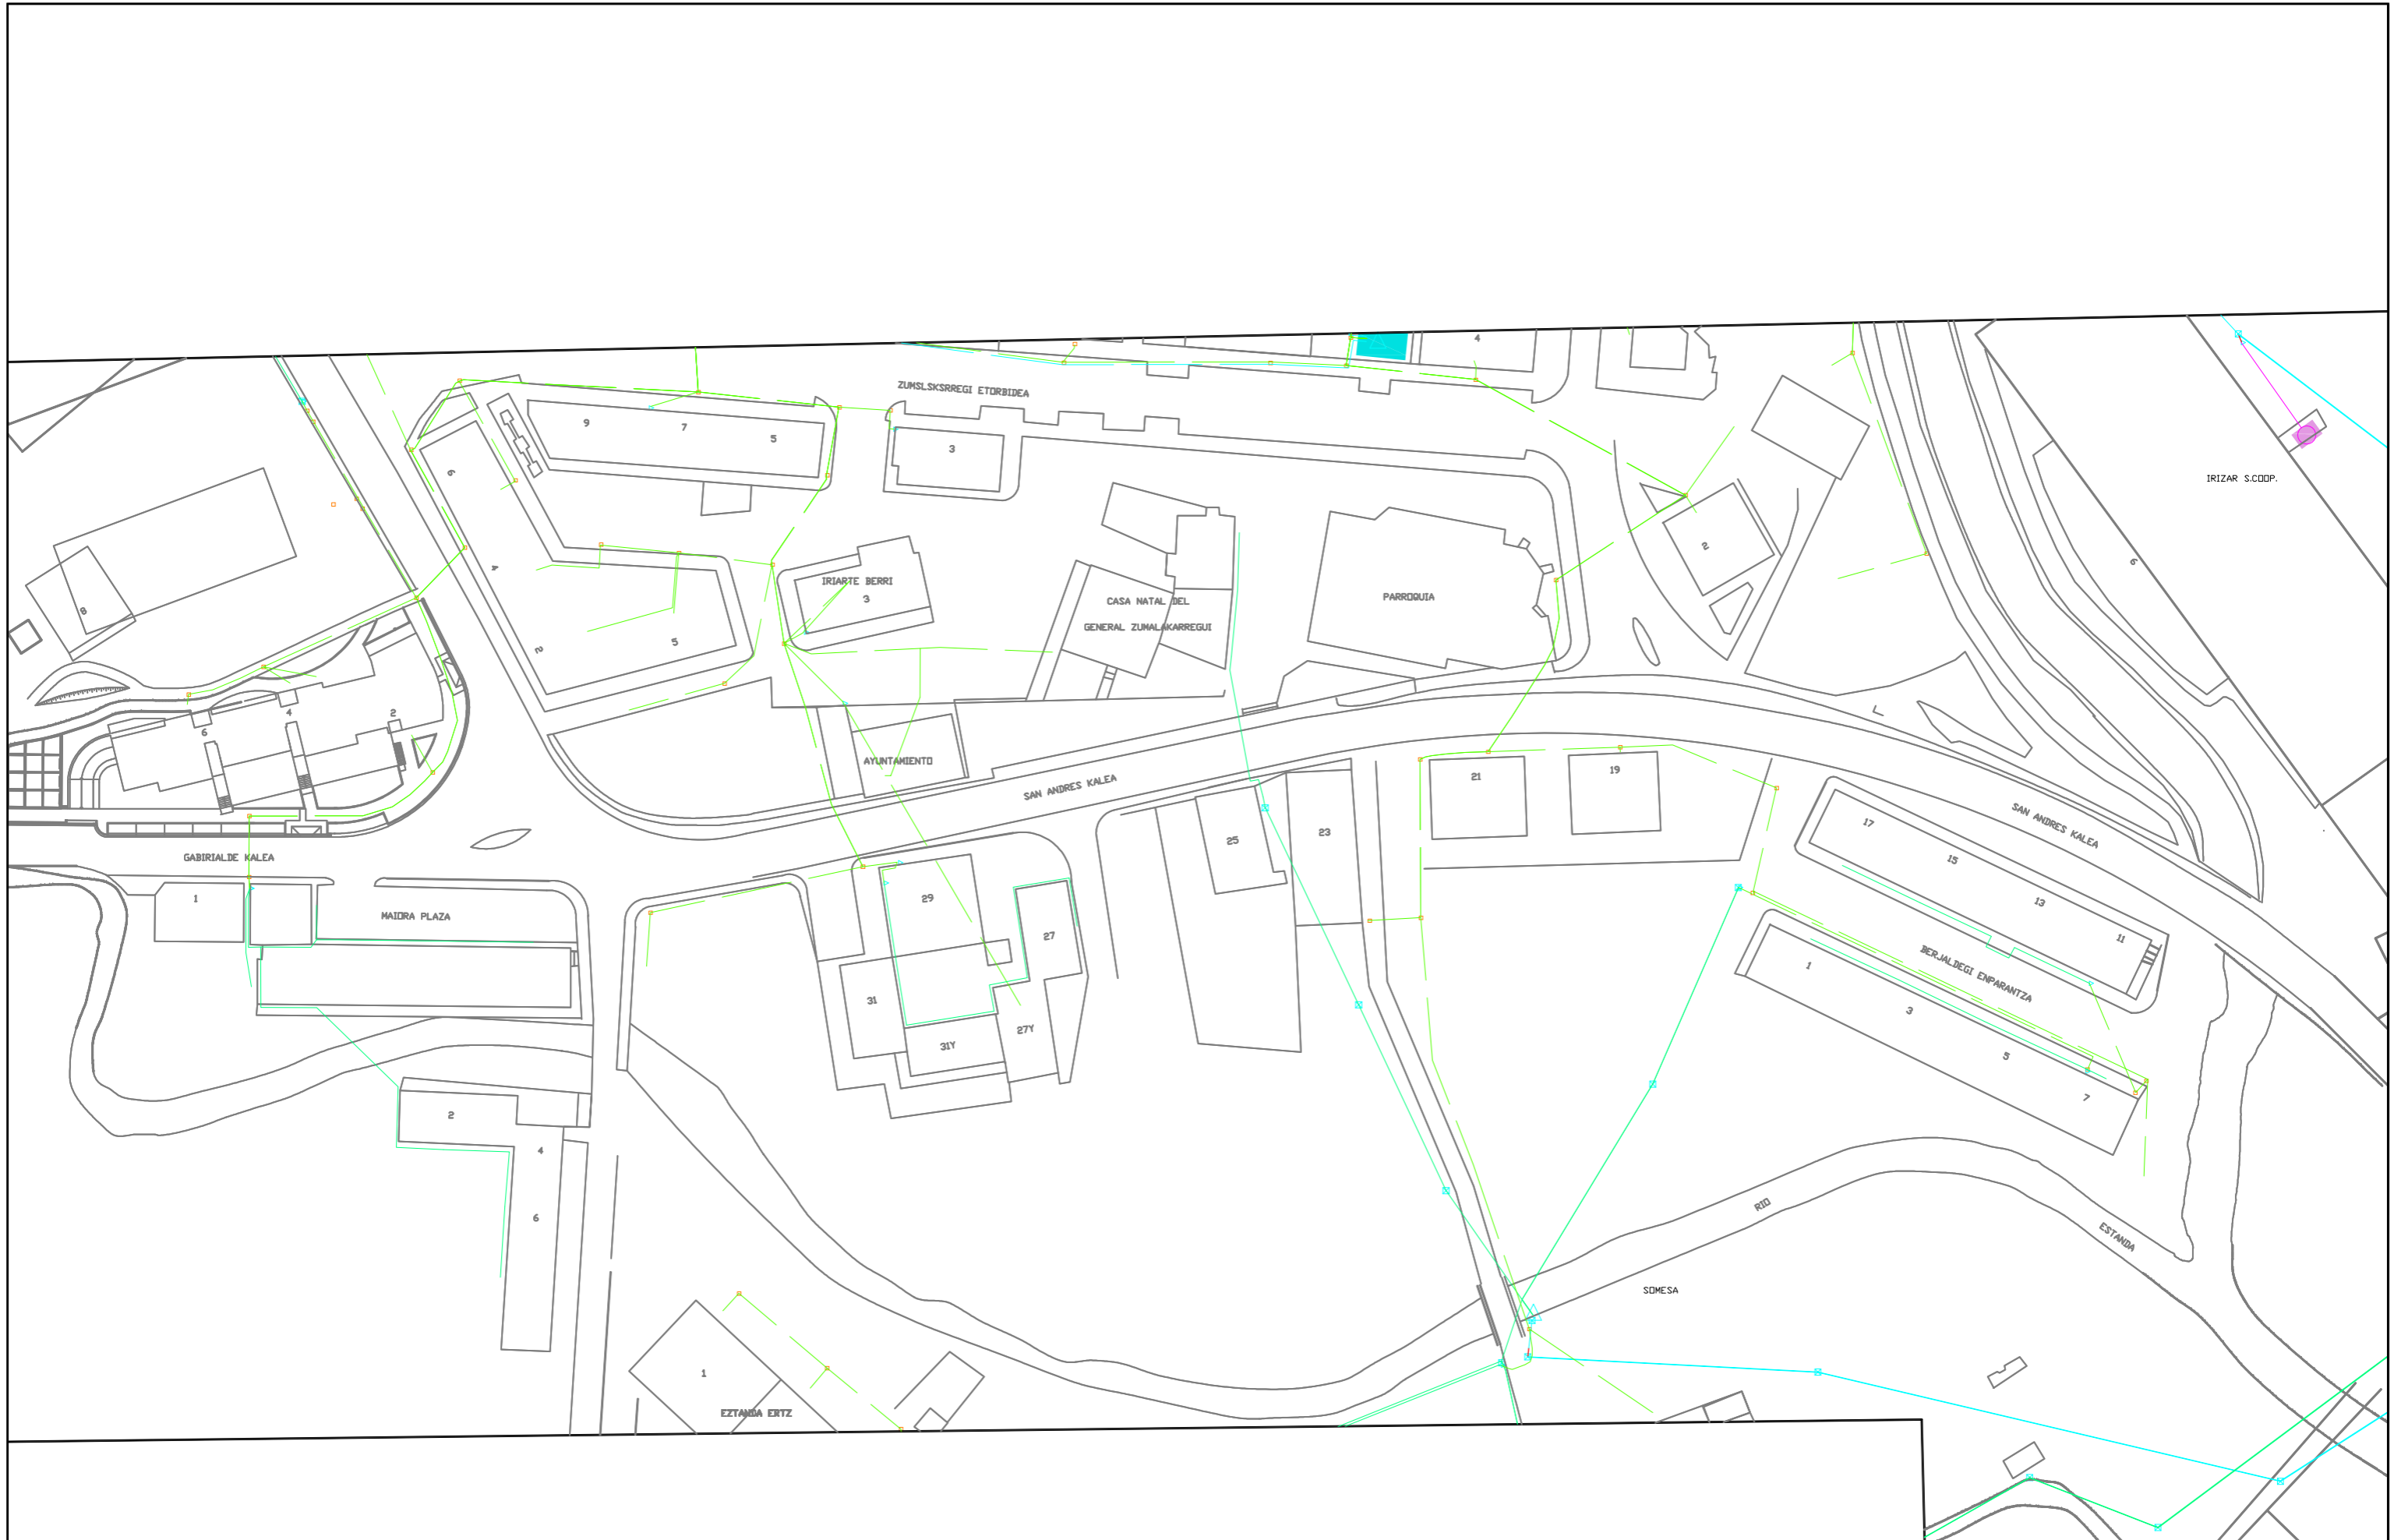 4
ZUMSLSKSRREGI ETORBIDEA
9
7
5
3
6
IRIZAR S.COOP.
2
6
4
IRIARTE BERRI
3
CASA NATAL DEL
GENERAL ZUMALAKARREGUI
PARROQUIA
8
5
2
4
2
6
AYUNTAMIENTO
SAN ANDRES KALEA
21
19
SAN ANDRES KALEA
17
15
13
11
25
23
GABIRIALDE KALEA
1
MAIORA PLAZA
29
27
BERJALDEGI ENPARANTZA
1
3
5
7
31
31Y
27Y
2
4
6
RIO
ESTANDA
SOMESA
1
EZTANDA ERTZ